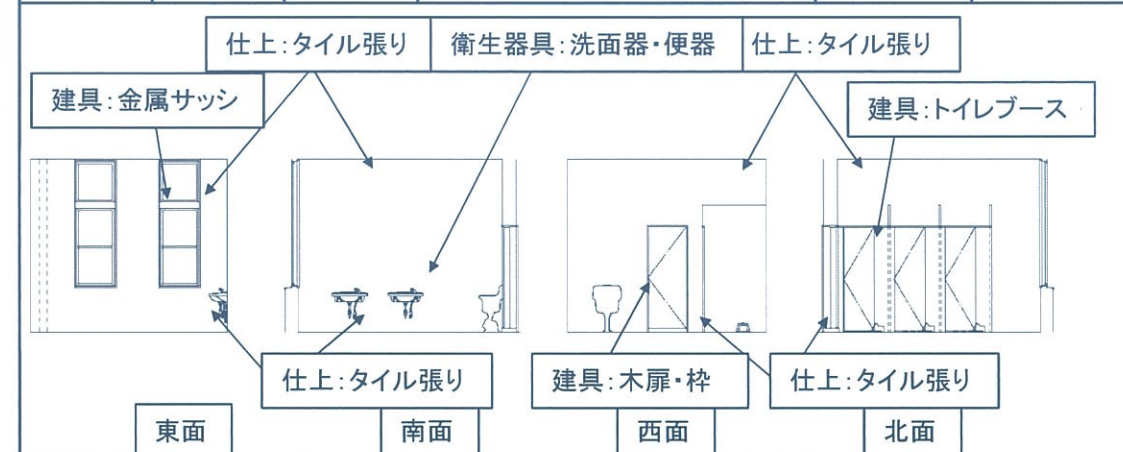 仕上:タイル張り
衛生器具:洗面器・便器
仕上:タイル張り
建具:金属サッシ
建具:トイレブース
仕上:タイル張り
建具:木扉・枠
仕上:タイル張り
東面
南面
西面
北面